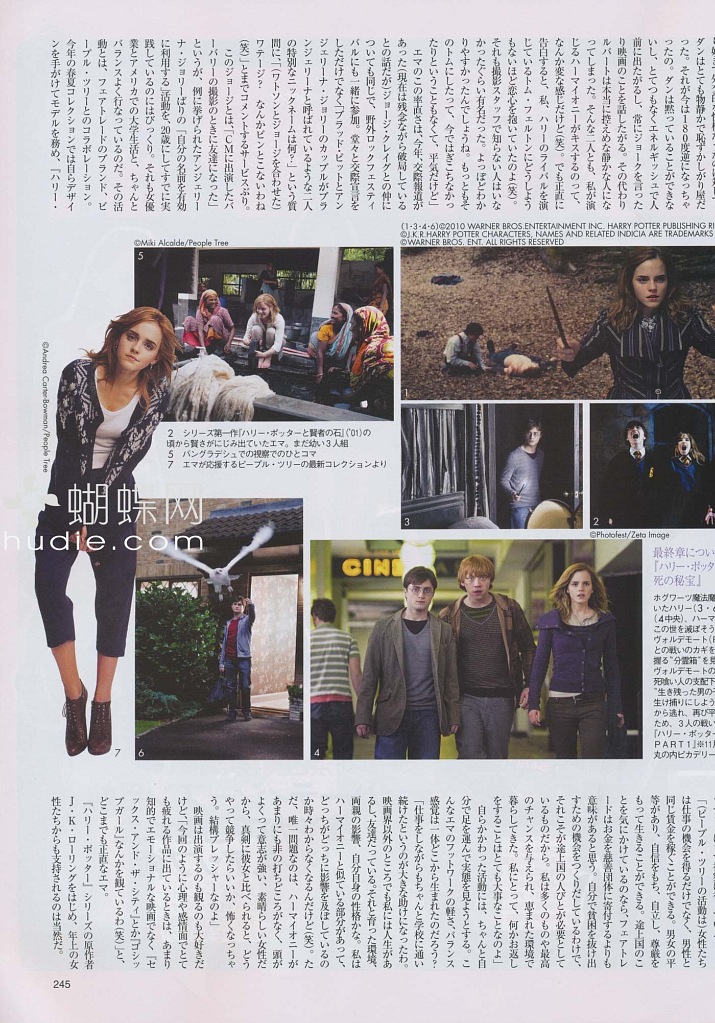 ダンはとても物静かで恥ずかしがり屋だ
った。それがいまは180度逆になっちゃ
ったの。ダンは黙っていることができな
いし、とてつもなくエネルギッシュで人
前に出たがるし、常にジョークを言った
り映画のことを話したがる。その代わり
ルパートは本当に控えめな静かな人にな
ってしまった。そんな二人とも、私が演
じるハーマイオニーがキスするのって、
なんか変な感じだけど(笑)。でも正直に
告白すると、私、ハリーのライバルを演
じているトム・フェルトンにどうしよう
もないほど恋心を抱いていたのよ(笑)。
それも撮影スタッフで知らない人はいな
かったぐらい有名だった。よっぽどわか
りやすかったんでしょうね。もっともそ
のトムにしたって、今ではぎこちなかっ
たりということもなくて、平気だけど」
エマのこの率直さは、今年、交際報道が
あった(現在は残念ながら破局している
との話だが)ジョージ・クレイグとの仲に
ついても同じで、野外ロックフェスティ
バルにも一緒に参加。堂々と交際宣言を
しただけでなく「ブラッド・ピットとアン
ジェリーナ・ジョリーのカップルがブラ
ンジェリーナと呼ばれているような二人
の特別なニックネームは何?」という質
問に、「(ワトソンとジョージを合わせた)
ワテージ? なんかピンとこないわね
(笑)」とまでコメントするサービスぶり。
このジョージとは、「CMに出演したバ
ーバリーの撮影のときに友達になった」
というが、例に挙げられたアンジェリー
ナ・ジョリーばりの「自分の名前を有効
に利用する」活動を、20歳にしてすでに実
践しているのにはびっくり。それも女優
業とアメリカでの大学生活と、ちゃんと
バランスよく行なっているのだ。その活
動とは、フェアトレードのブランド、ピ
ープル・ツリーとのコラボレーション。
今年の春夏コレクションでは自らデザイ
ンを手がけてモデルを務め、『ハリー・
(1・3・4・6)©2010 WARNER BROS.ENTERTAINMENT INC. HARRY POTTER PUBLISHING RI
©J.K.R.HARRY POTTER CHARACTERS, NAMES AND RELATED INDICIA ARE TRADEMARKS
©WARNER BROS. ENT. ALL RIGHTS RESERVED
©Miki Alcalde/People Tree
5
1
©Andrea Carter-Bowman/People Tree
2 シリーズ第一作『ハリー・ポッターと賢者の石』('01)の
頃から賢さがにじみ出ていたエマ。まだ幼い3人組
5 バングラデシュでの視察でのひとコマ
7 エマが応援するピープル・ツリーの最新コレクションより
3
2
©Photofest/Zeta Image
蝴蝶网
hudie.com
CINE
7
6
4
最終章につい
『ハリー・ポッタ
死の秘宝』
ホグワーツ魔法魔
いたハリー(3・
(4中央)、ハーマ
この世を滅ぼそう
ヴォルデモート(
との戦いのカギを
握る"分霊箱"を見
ヴォルデモートの
死喰い人の支配下
"生き残った男の子
生け捕りにしよう
から逃れ、再び平
ため、3人の戦い
『ハリー・ポッター
PART1』※11月
丸の内ピカデリー
「(ピープル・ツリーの活動は)女性たち
は仕事の機会を得るだけでなく、男性と
同じ賃金を稼ぐことができる。男女の平
等があり、自信をもち、自立し、尊厳を
もって生きることができる。途上国のこ
とを気にかけているのなら、フェアトレ
ードはお金を慈善団体に寄付するよりも
意味があると思う。自分で貧困を抜け出
すための機会をつくりだしているわけで、
それこそが途上国の人びとが必要として
いるものだから。私は多くのものや最高
のチャンスを与えられ、恵まれた環境で
暮らしてきた。私にとって、何かお返し
をすることはとても大事なことなのよ」
自らかかわった活動には、ちゃんと自
分で足を運んで実態を見ようとする。こ
んなエマのフットワークの軽さ、バランス
感覚は一体どこから生まれたのだろう?
「仕事をしながらもちゃんと学校に通い
続けたというのが大きな助けになったわ。
映画界以外のところでも私には人生があ
るし、友達だっている。それと育った環境、
両親の影響、自分自身の性格かな。私は
ハーマイオニーと似ている部分があって、
どっちがどっちに影響を及ぼしているの
か時々わからなくなるんだけど(笑)。た
だ、唯一問題なのは、ハーマイオニーが
あまりにも非の打ちどころがなく、頭が
よくって意志が強い、素晴らしい女性だ
から、真剣に彼女と比べられると、どう
やって競争したらいいか、怖くなっちゃ
う。結構プレッシャーなのよ」
映画は出演するのも観るのも大好きだ
けど、「今回のように心理や感情面でとて
も疲れる作品に出ているときは、あまり
知的でエモーショナルな映画でなく『セ
ックス・アンド・ザ・シティ』とか『ゴシッ
プガール』なんかを観ているわ(笑)」と、
どこまでも正直なエマ。
『ハリー・ポッター』シリーズの原作者
J・K・ローリングをはじめ、年上の女
性たちからも支持されるのは当然だ。
245